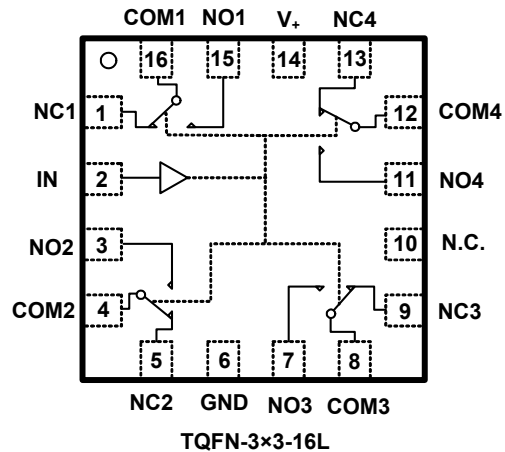 COM1 NO1 V+ NC4
16 15 14 13
NC1 1 12 COM4
IN 2 11 NO4
NO2 3 10 N.C.
COM2 4 9 NC3
5 6 7 8
NC2 GND NO3 COM3
TQFN-3×3-16L